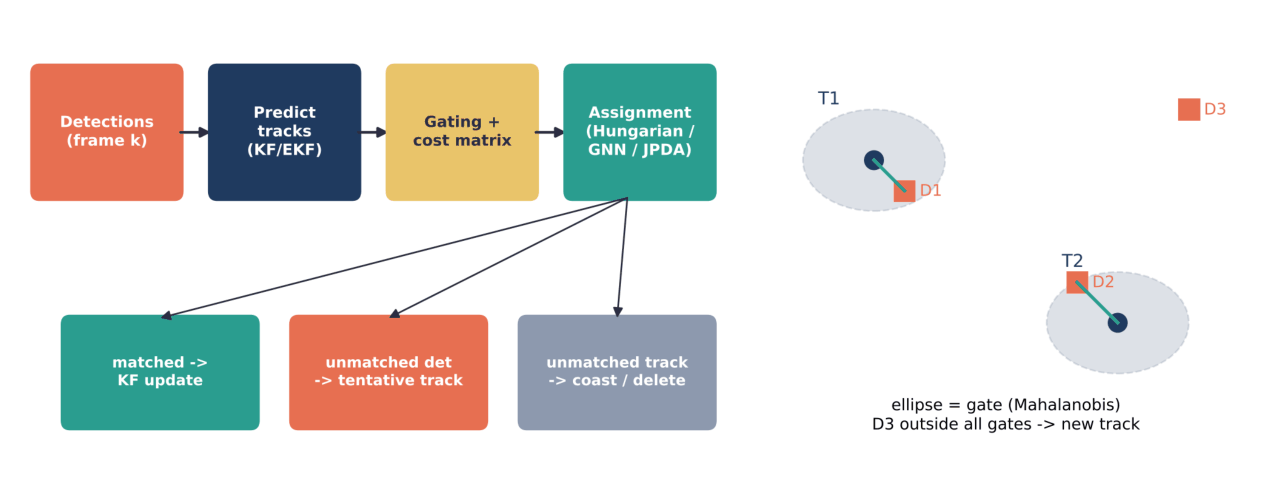 Detections
(frame k)
Predict
tracks
(KF/EKF)
Gating +
cost matrix
Assignment
(Hungarian /
GNN / JPDA)
matched ->
KF update
unmatched det
-> tentative track
unmatched track
-> coast / delete
T1
D1
D3
T2
D2
ellipse = gate (Mahalanobis)
D3 outside all gates -> new track